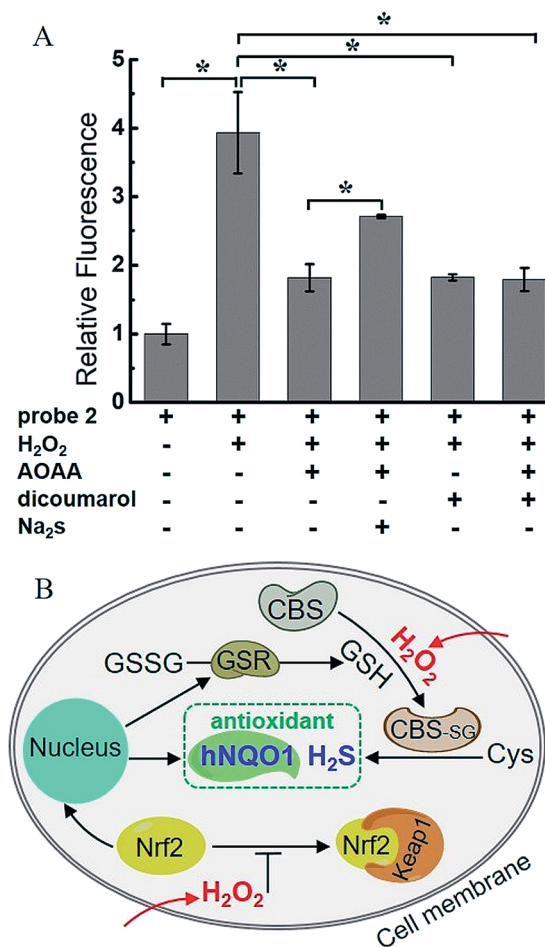 A
* * * * *
Relative Fluorescence
5
4
3
2
1
0
probe 2 + + + + + +
H₂O₂ - + + + + +
AOAA - - + + - +
dicoumarol - - - - + +
Na₂s - - - + - -
B
CBS
H₂O₂
GSSG
GSR
GSH
CBS-SG
antioxidant
Nucleus
hNQO1 H₂S
Cys
Nrf2
Nrf2
Keap1
H₂O₂
Cell membrane